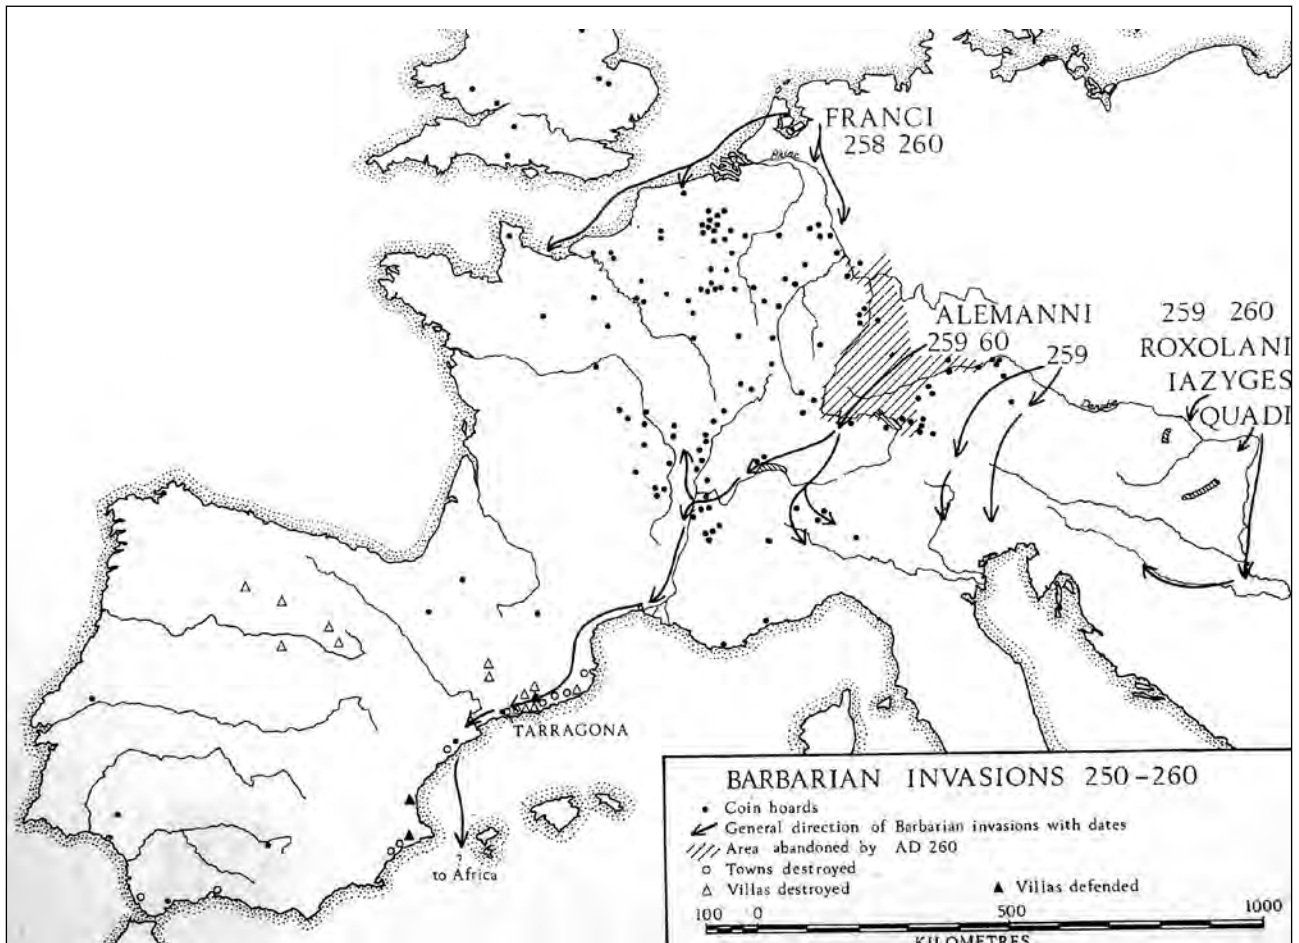 FRANCI
258 260
Rhine
ALEMANNI
259 60
259
259 260
ROXOLANI
IAZYGES
QUADI
Danube
TARRAGONA
?
to Africa
BARBARIAN INVASIONS 250-260
Coin hoards
General direction of Barbarian invasions with dates
Area abandoned by AD 260
Towns destroyed
Villas destroyed
Villas defended
100 0 500 1000
KILOMETRES